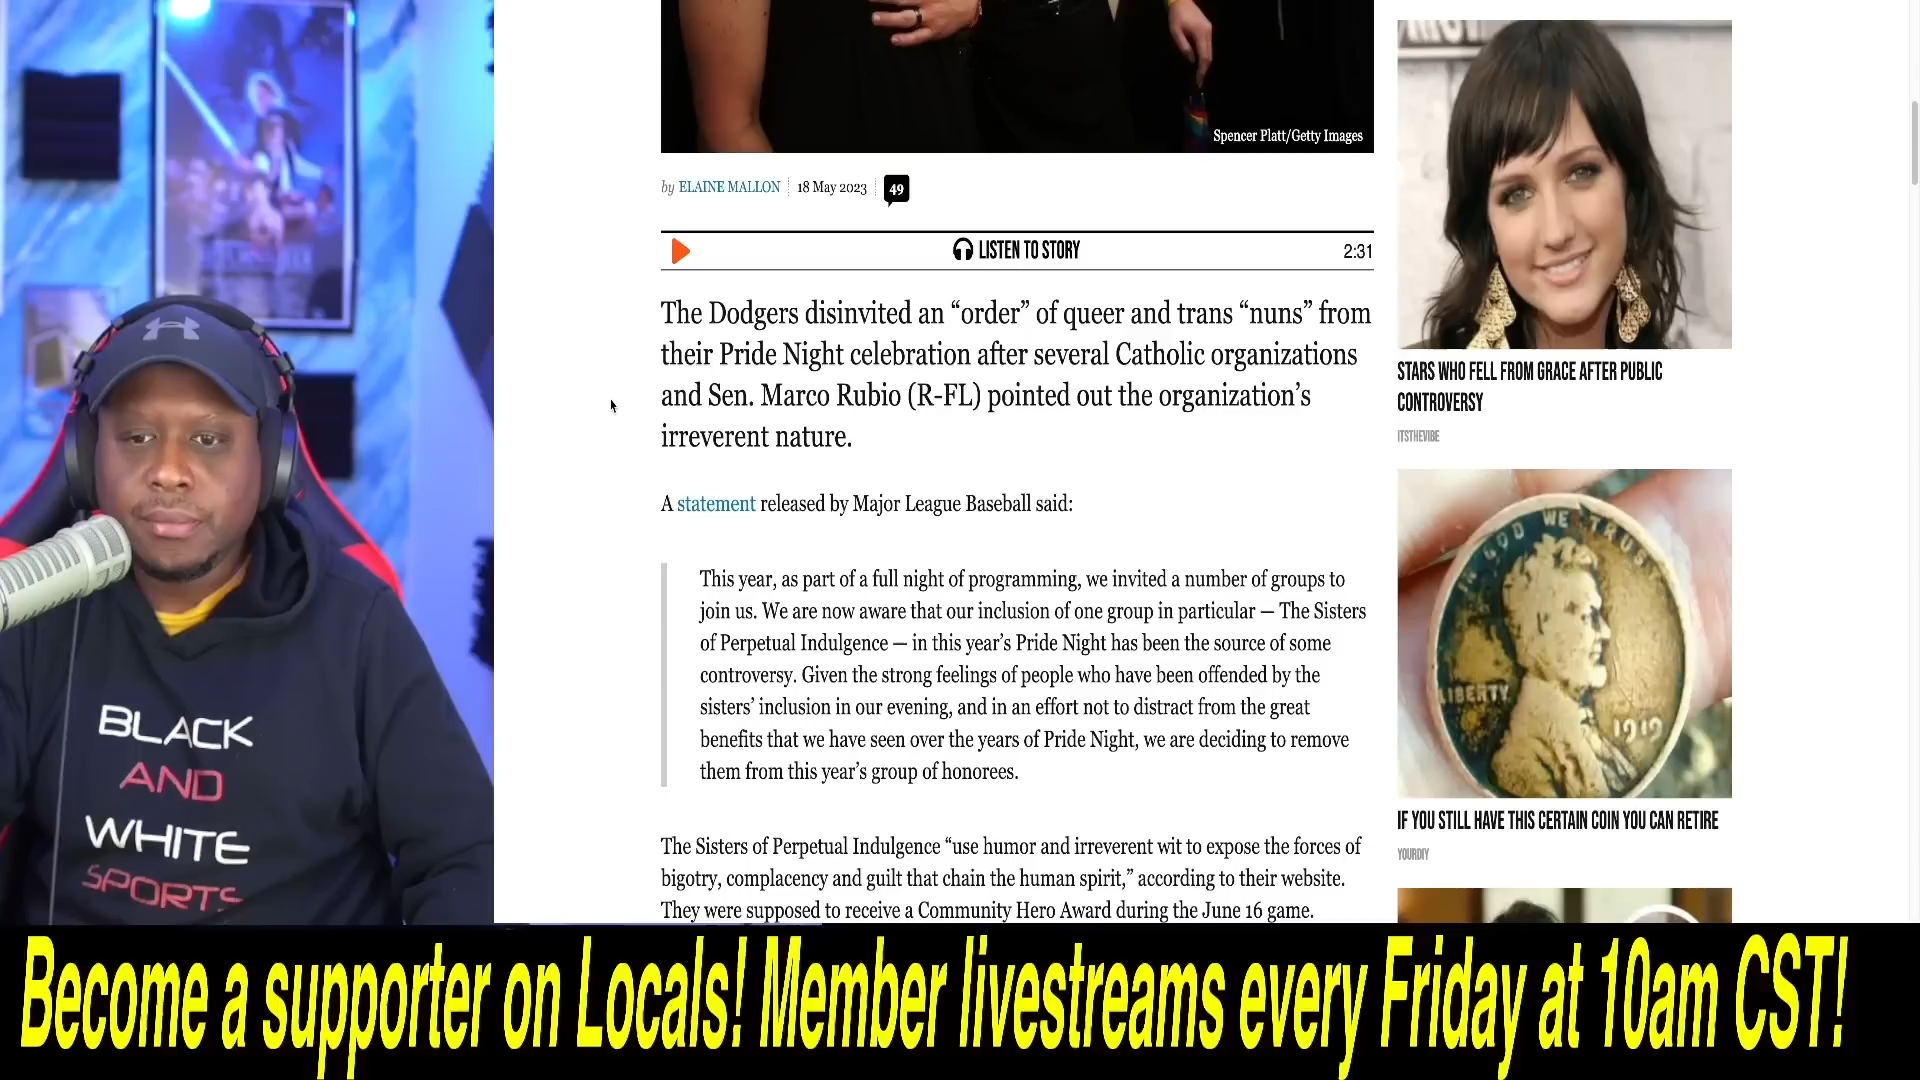 Spencer Platt/Getty Images
by ELAINE MALLON 18 May 2023 49
LISTEN TO STORY 2:31
The Dodgers disinvited an “order” of queer and trans “nuns” from
their Pride Night celebration after several Catholic organizations
and Sen. Marco Rubio (R-FL) pointed out the organization’s
irreverent nature.
A statement released by Major League Baseball said:
This year, as part of a full night of programming, we invited a number of groups to
join us. We are now aware that our inclusion of one group in particular — The Sisters
of Perpetual Indulgence — in this year’s Pride Night has been the source of some
controversy. Given the strong feelings of people who have been offended by the
sisters’ inclusion in our evening, and in an effort not to distract from the great
benefits that we have seen over the years of Pride Night, we are deciding to remove
them from this year’s group of honorees.
The Sisters of Perpetual Indulgence “use humor and irreverent wit to expose the forces of
bigotry, complacency and guilt that chain the human spirit,” according to their website.
They were supposed to receive a Community Hero Award during the June 16 game.
STARS WHO FELL FROM GRACE AFTER PUBLIC
CONTROVERSY
ITSTHEVIBE
IN GOD WE TRUST
LIBERTY
1919
IF YOU STILL HAVE THIS CERTAIN COIN YOU CAN RETIRE
YOURDIY
BLACK
AND
WHITE
SPORTS
Become a supporter on Locals! Member livestreams every Friday at 10am CST!